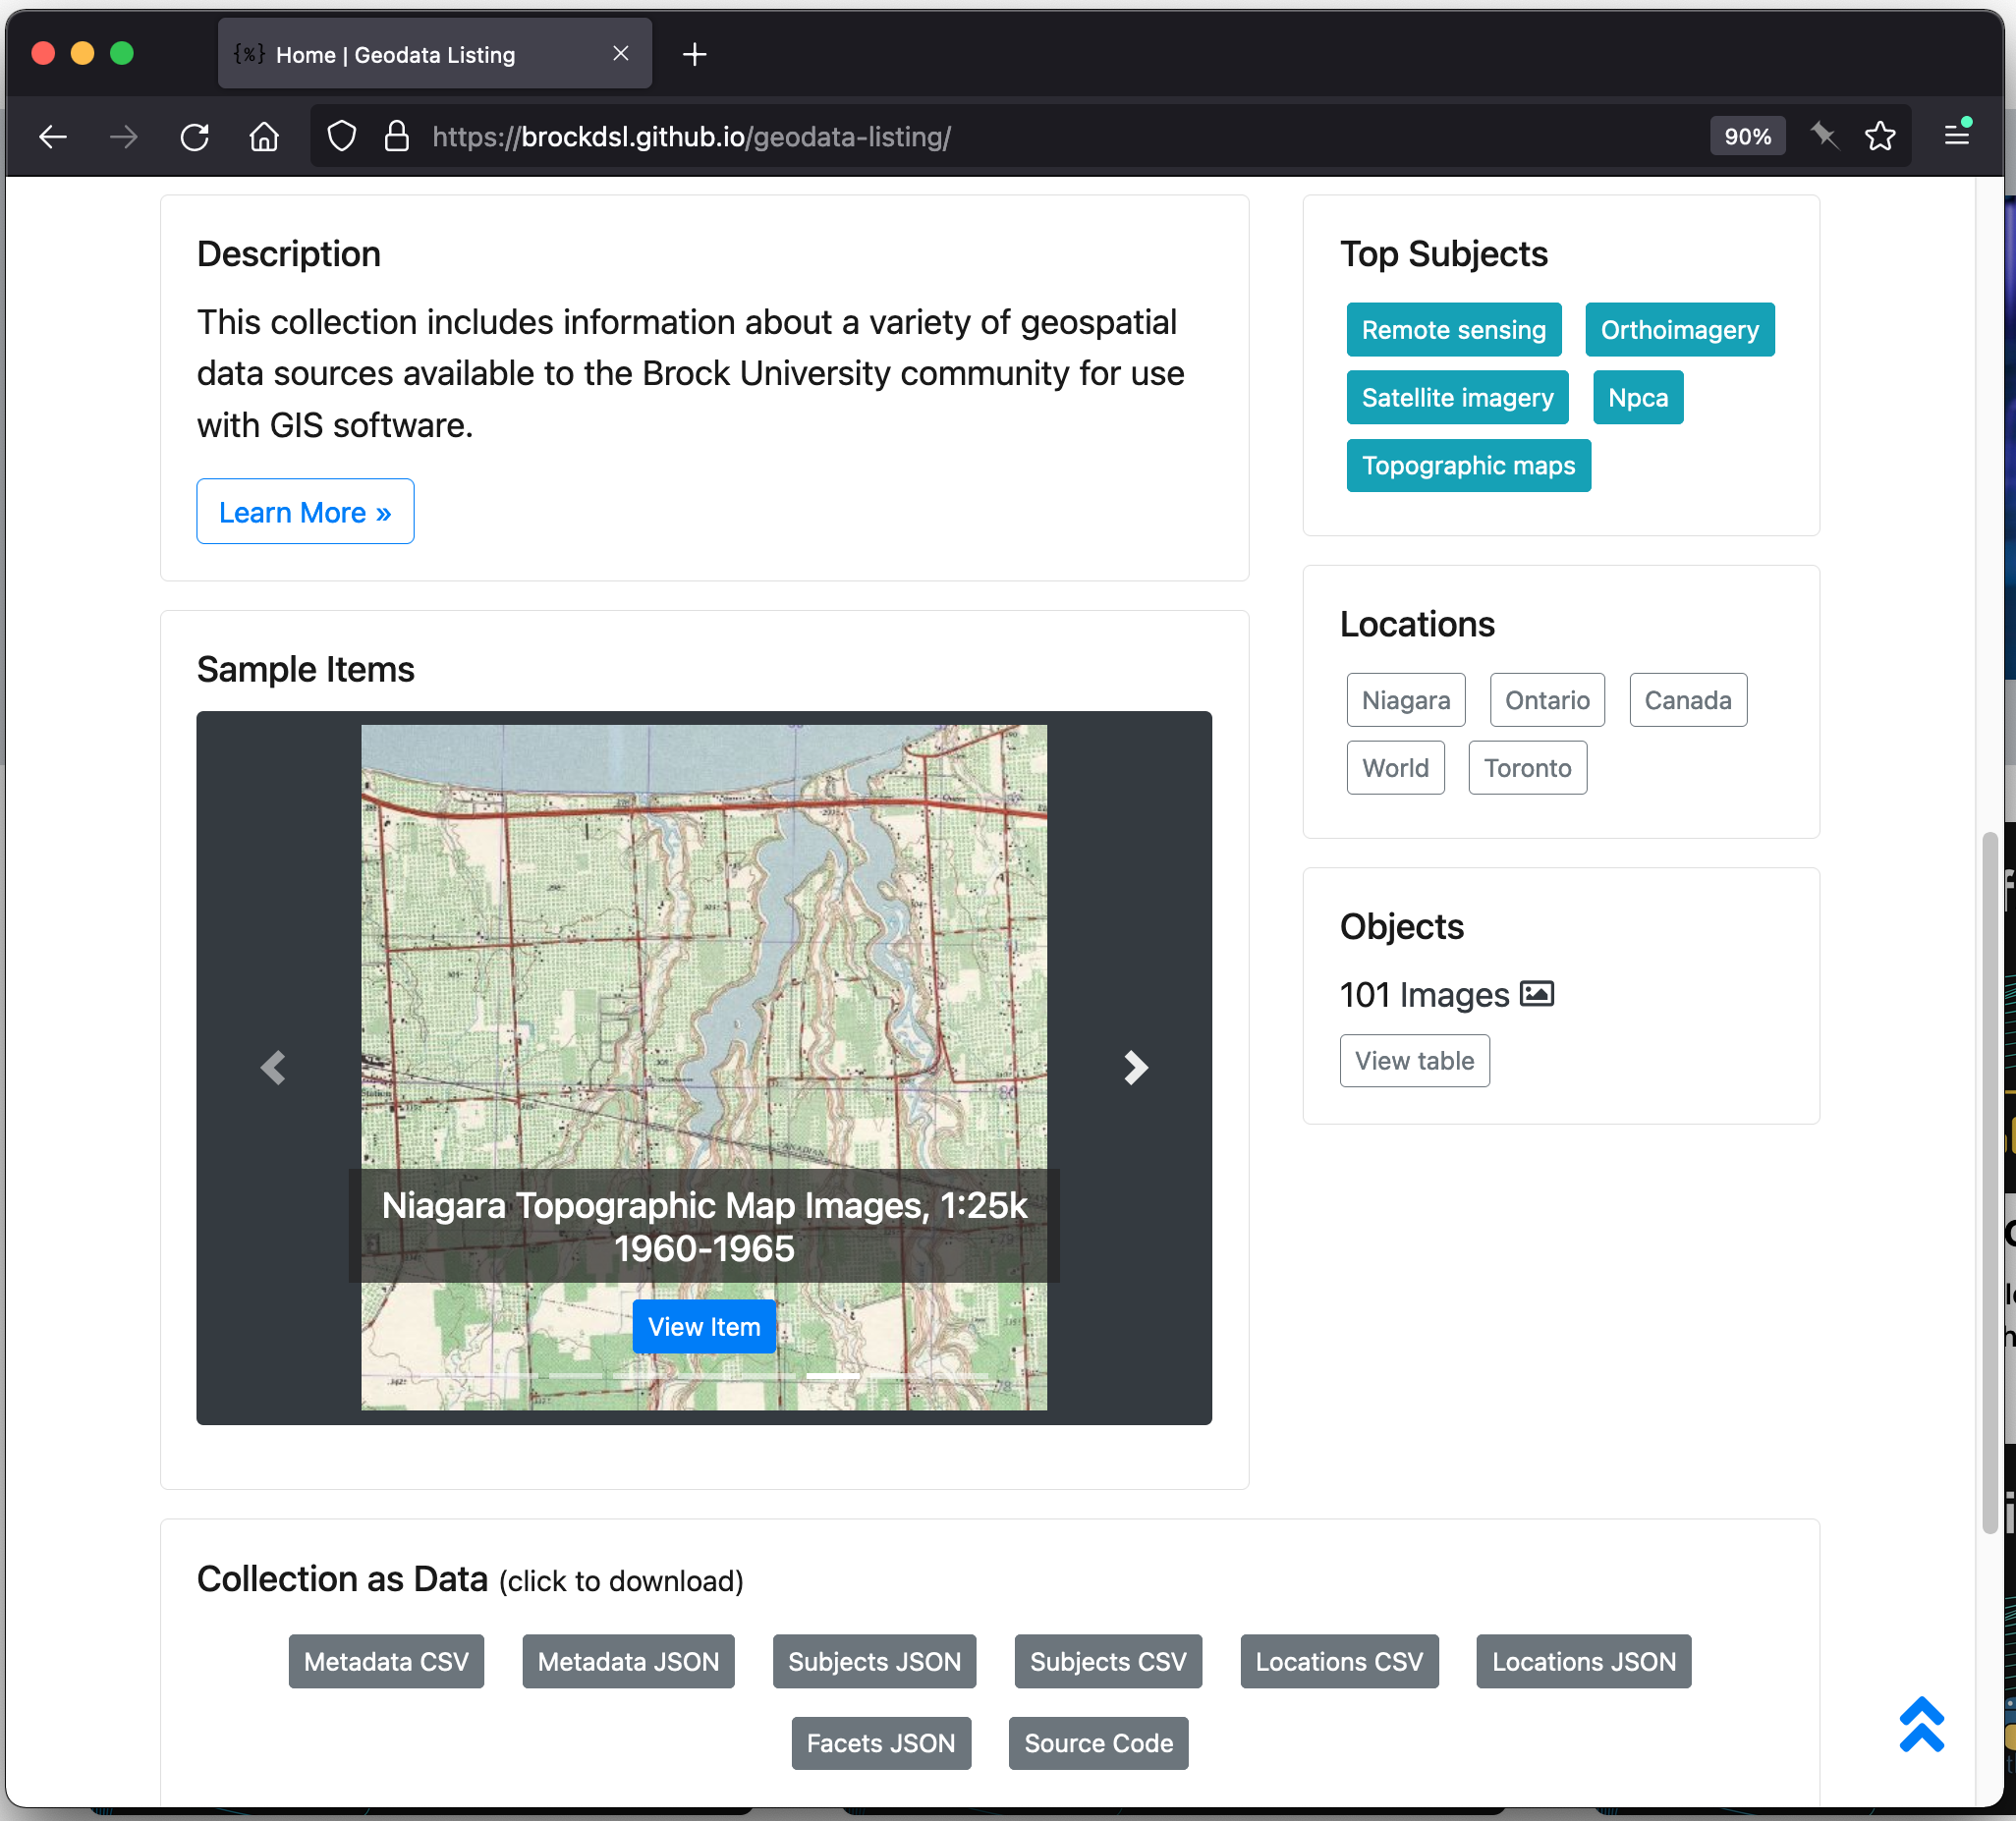 Home | Geodata Listing
https://brockdsl.github.io/geodata-listing/
90%
Description
This collection includes information about a variety of geospatial
data sources available to the Brock University community for use
with GIS software.
Learn More »
Top Subjects
Remote sensing
Orthoimagery
Satellite imagery
Npca
Topographic maps
Locations
Niagara
Ontario
Canada
World
Toronto
Objects
101 Images
View table
Sample Items
CANADIAN
Niagara Topographic Map Images, 1:25k
1960-1965
View Item
Collection as Data (click to download)
Metadata CSV
Metadata JSON
Subjects JSON
Subjects CSV
Locations CSV
Locations JSON
Facets JSON
Source Code